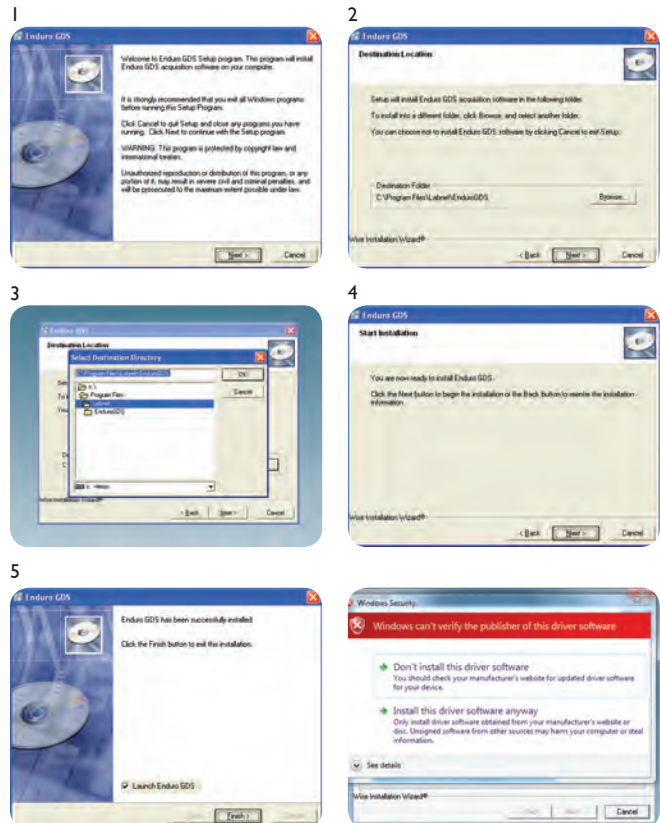 1
Enduro GDS
Welcome to Enduro GDS Setup program. This program will install
Enduro GDS acquisition software on your computer.
It is strongly recommended that you exit all Windows programs
before running this Setup Program.
Click Cancel to quit Setup and close any programs you have
running. Click Next to continue with the Setup program.
WARNING: This program is protected by copyright law and
international treaties.
Unauthorized reproduction or distribution of this program, or any
portion of it, may result in severe civil and criminal penalties, and
will be prosecuted to the maximum extent possible under law.
Next >
Cancel
2
Enduro GDS
Destination Location
Setup will install Enduro GDS acquisition software in the following folder.
To install into a different folder, click Browse, and select another folder.
You can choose not to install Enduro GDS software by clicking Cancel to exit Setup.
Destination Folder
C:\Program Files\Labnet\EnduroGDS
Browse...
Wise Installation Wizard®
< Back
Next >
Cancel
3
Enduro GDS
Destination Location
Select Destination Directory
C:\Program Files\Labnet\EnduroGDS
OK
Cancel
C:\
Program Files
Labnet
EnduroGDS
Wise Installation Wizard®
< Back
Next >
Cancel
4
Enduro GDS
Start Installation
You are now ready to install Enduro GDS.
Click the Next button to begin the installation or the Back button to reenter the installation
information.
Wise Installation Wizard®
< Back
Next >
Cancel
5
Enduro GDS
Enduro GDS has been successfully installed.
Click the Finish button to exit this installation.
Launch Enduro GDS
Finish >
Windows Security
Windows can't verify the publisher of this driver software
Don't install this driver software
You should check your manufacturer's website for updated driver software
for your device.
Install this driver software anyway
Only install driver software obtained from your manufacturer's website or
disc. Unsigned software from other sources may harm your computer or steal
information.
See details
Wise Installation Wizard®
Cancel